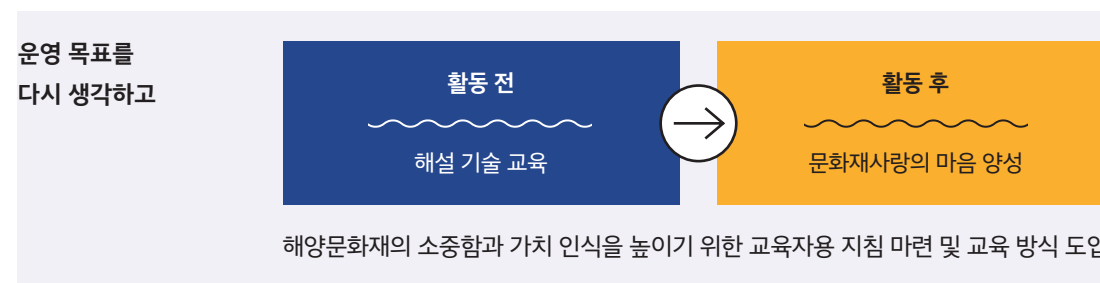 운영 목표를
다시 생각하고
활동 전
해설 기술 교육
활동 후
문화재사랑의 마음 양성
해양문화재의 소중함과 가치 인식을 높이기 위한 교육자용 지침 마련 및 교육 방식